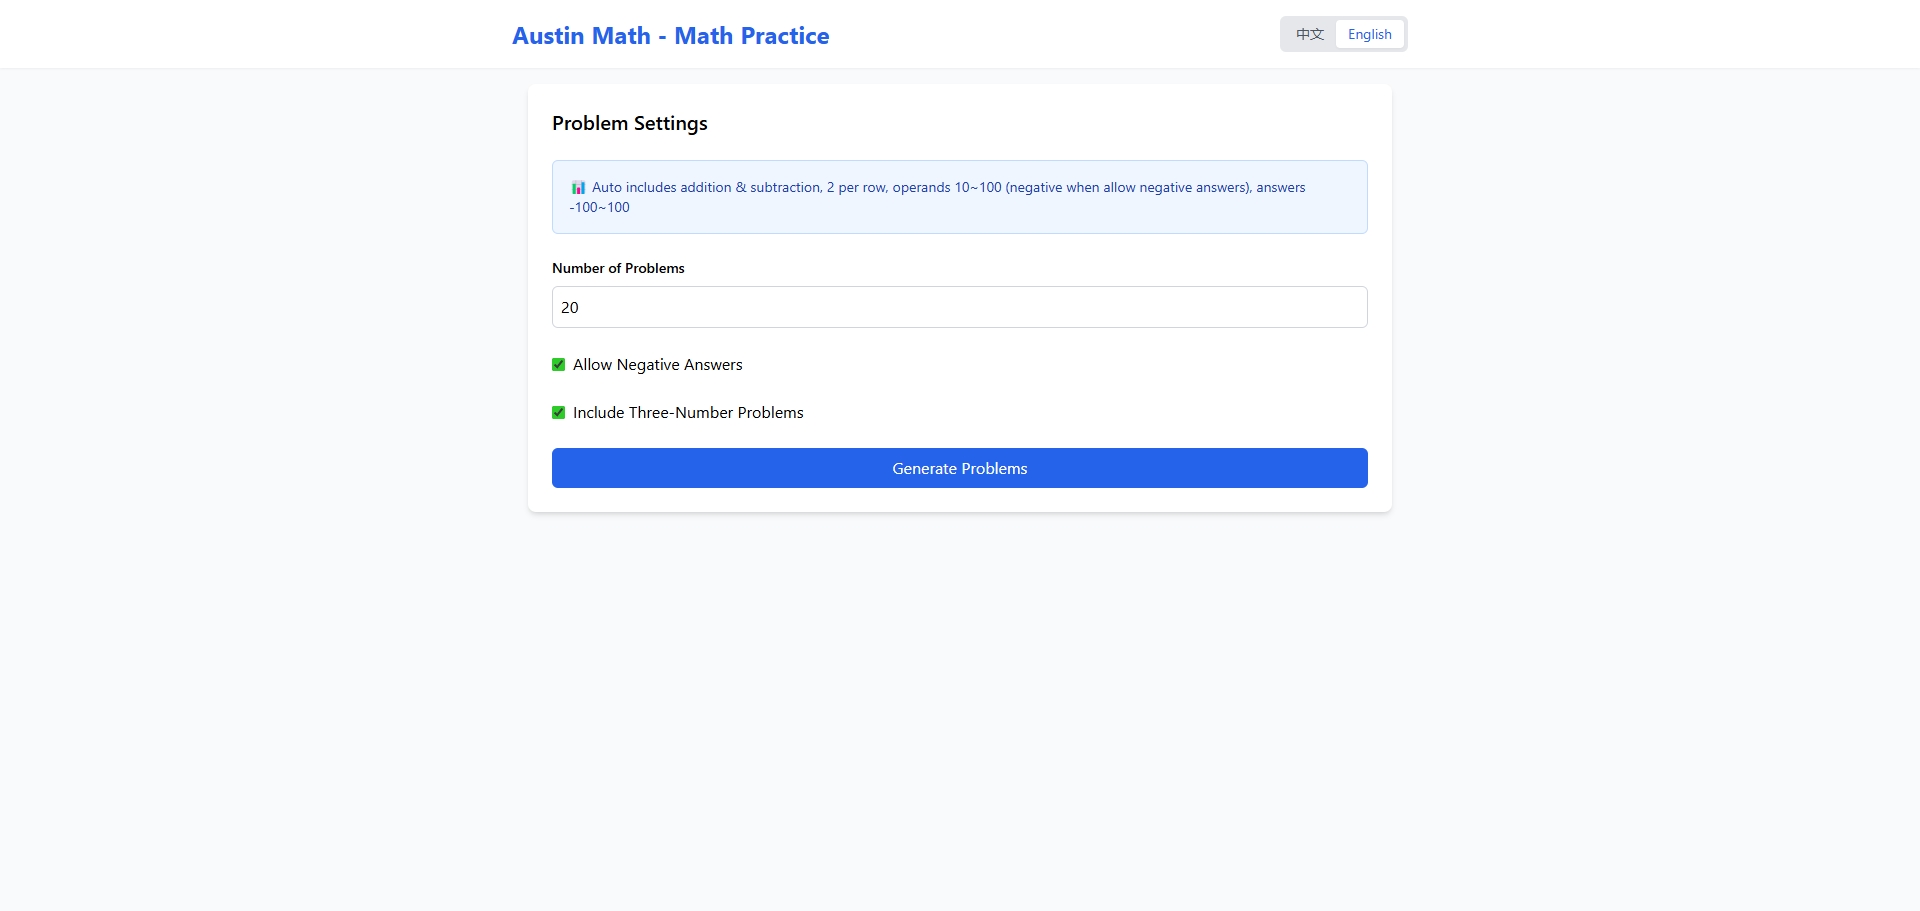 Austin Math - Math Practice
中文 English
Problem Settings
📊 Auto includes addition & subtraction, 2 per row, operands 10~100 (negative when allow negative answers), answers
-100~100
Number of Problems
20
Allow Negative Answers
Include Three-Number Problems
Generate Problems